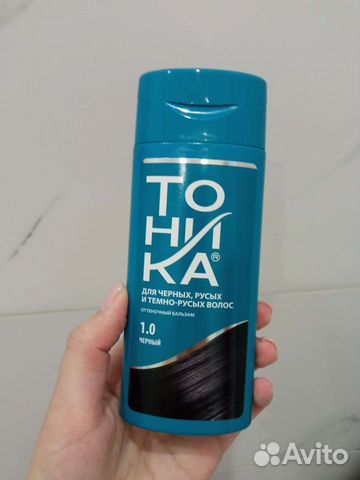 ТО
НИ
КА®
ДЛЯ ЧЕРНЫХ, РУСЫХ
И ТЕМНО-РУСЫХ ВОЛОС
ОТТЕНОЧНЫЙ БАЛЬЗАМ
1.0
ЧЕРНЫЙ
Avito